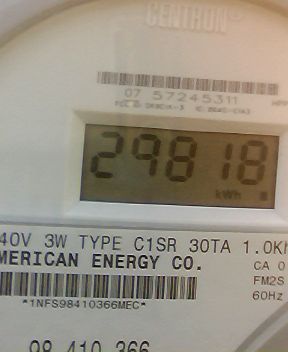 CENTRON®
07 57245311
29818
kWh
40V 3W TYPE C1SR 30TA 1.0K
MERICAN ENERGY CO.
CA 0
FM2S
*1NFS98410366MEC*
60Hz
98 410 366